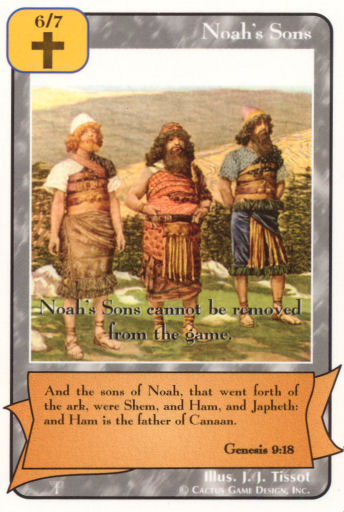 6/7
Noah's Sons
Noah's Sons cannot be removed
from the game.
And the sons of Noah, that went forth of
the ark, were Shem, and Ham, and Japheth:
and Ham is the father of Canaan.
Genesis 9:18
Illus. J. J. Tissot
© Cactus Game Design, Inc.